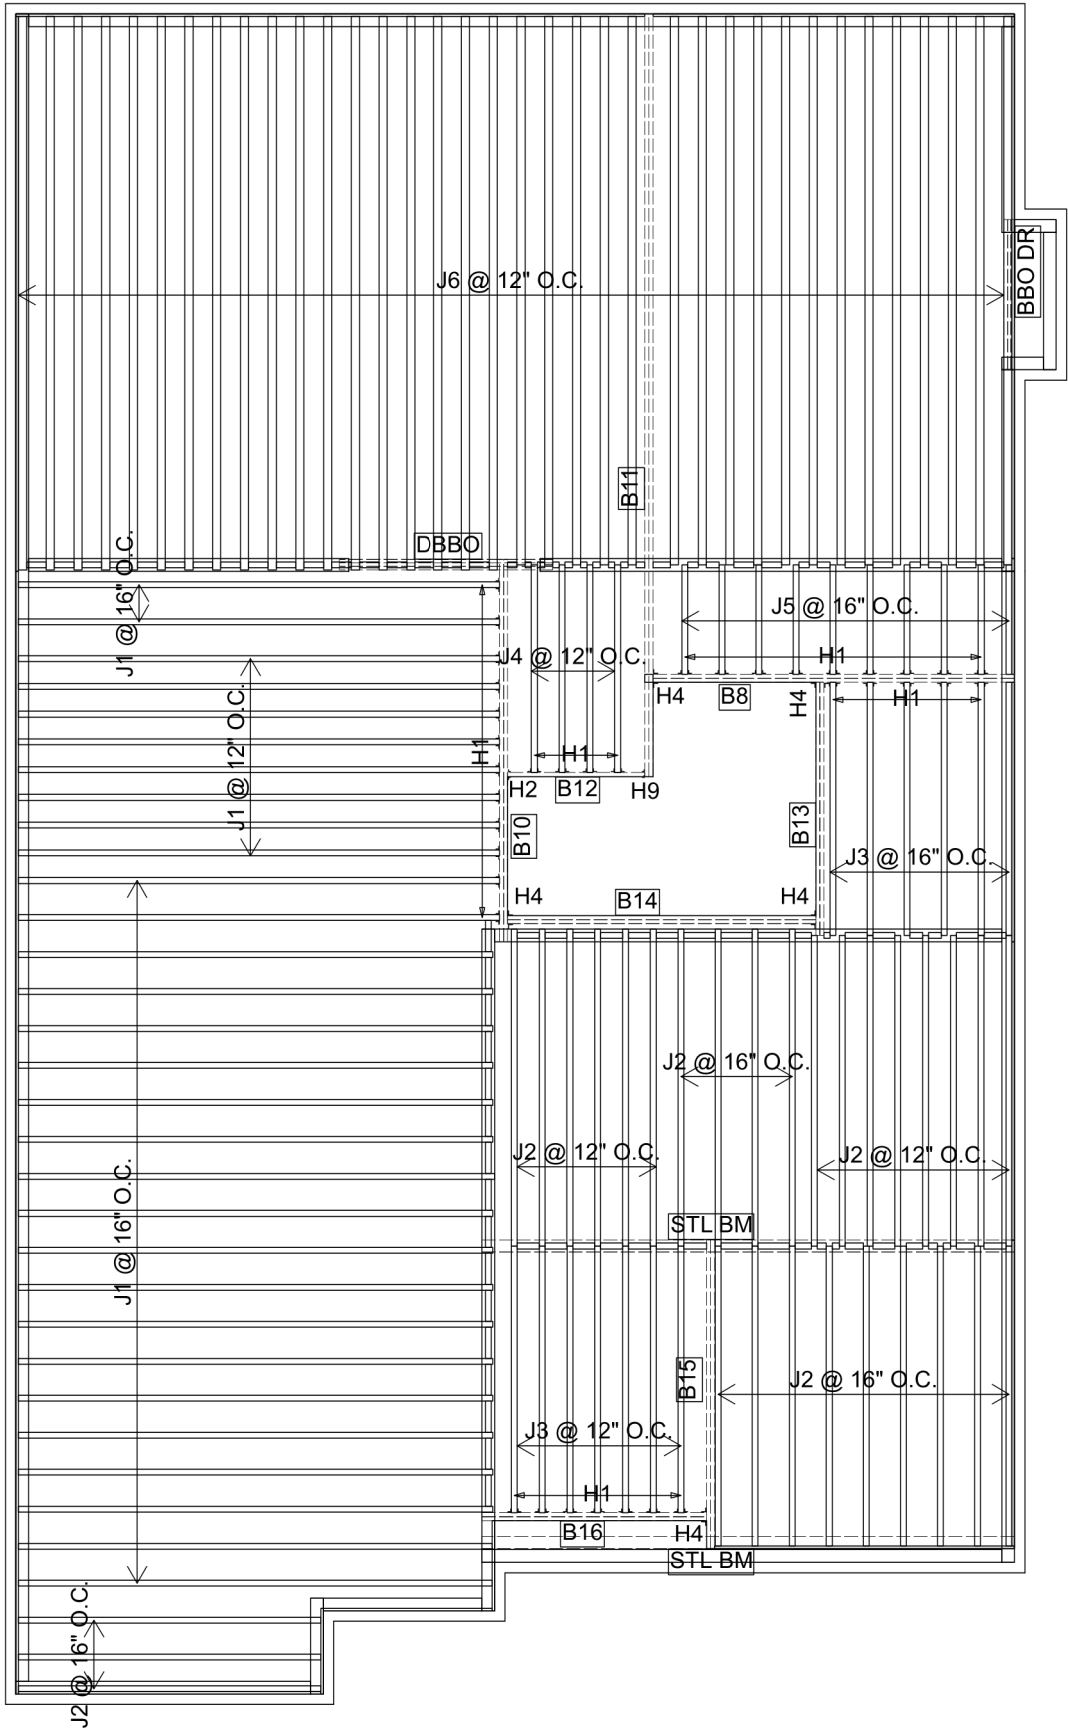 J6 @ 12" O.C.
BBO DR
B11
DBBO
J1 @ 16" O.C.
J5 @ 16" O.C.
J4 @ 12" O.C.
H1
H4
B8
H4
H1
J1 @ 12" O.C.
H1
H1
H2
B12
H9
B10
B13
J3 @ 16" O.C.
H4
B14
H4
J2 @ 16" O.C.
J2 @ 12" O.C.
J2 @ 12" O.C.
J1 @ 16" O.C.
STL BM
B15
J2 @ 16" O.C.
J3 @ 12" O.C.
H1
B16
H4
STL BM
J2 @ 16" O.C.